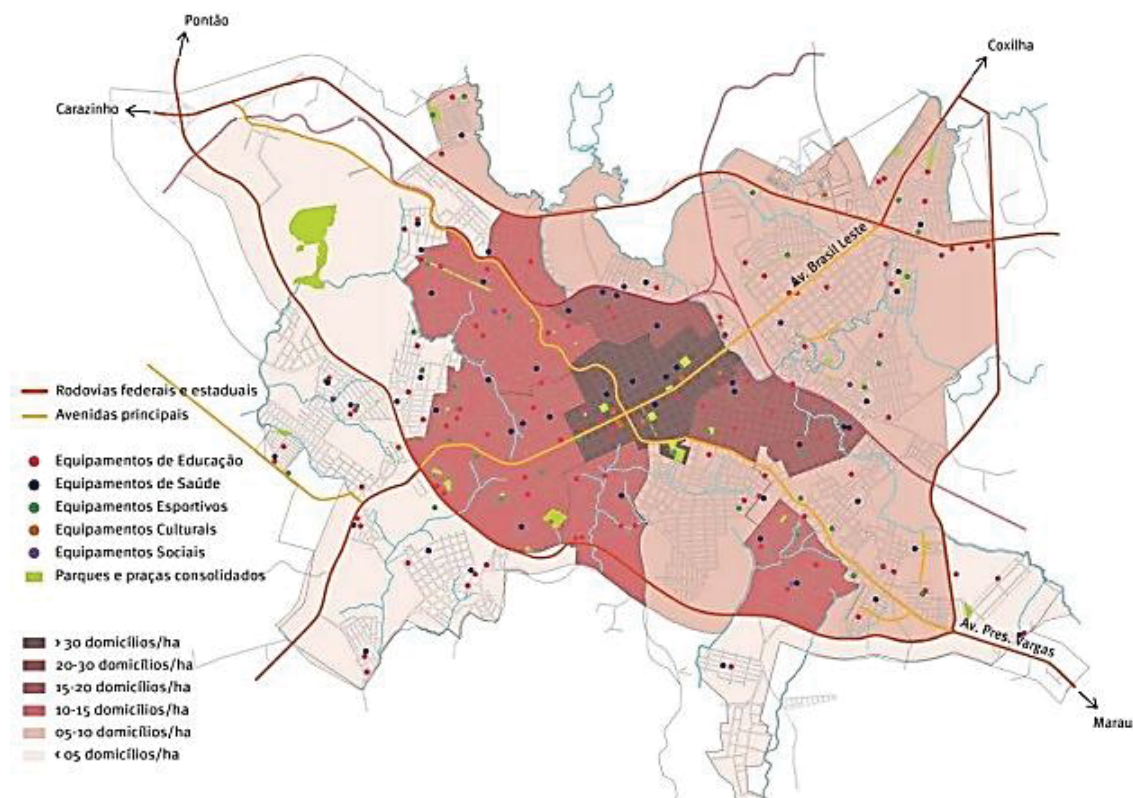 Pontão
Coxilha
Carazinho
Av. Brasil Leste
Rodovias federais e estaduais
Avenidas principais
Equipamentos de Educação
Equipamentos de Saúde
Equipamentos Esportivos
Equipamentos Culturais
Equipamentos Sociais
Parques e praças consolidados
Av. Pres. Vargas
Marau
> 30 domicílios/ha
20-30 domicílios/ha
15-20 domicílios/ha
10-15 domicílios/ha
05-10 domicílios/ha
< 05 domicílios/ha